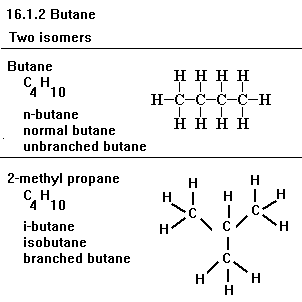 16.1.2 Butane
Two isomers
Butane
C4H10
n-butane
normal butane
unbranched butane
H H H H
H-C-C-C-C-H
H H H H
2-methyl propane
C4H10
i-butane
isobutane
branched butane
H H
H H H
C C
H C H
C
H H
H